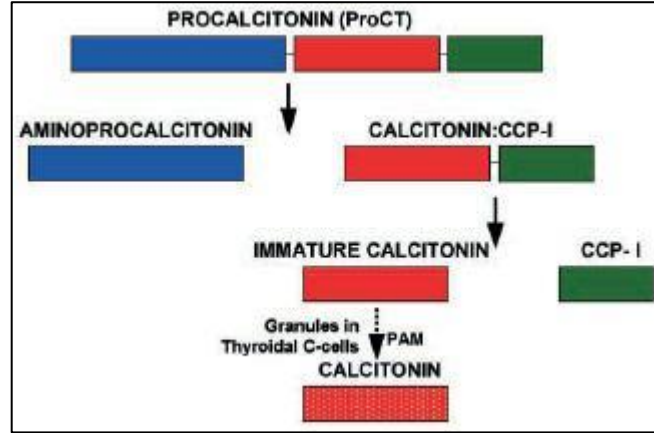 PROCALCITONIN (ProCT)
AMINOPROCALCITONIN
CALCITONIN:CCP-I
IMMATURE CALCITONIN
CCP- I
Granules in
Thyroidal C-cells
PAM
CALCITONIN